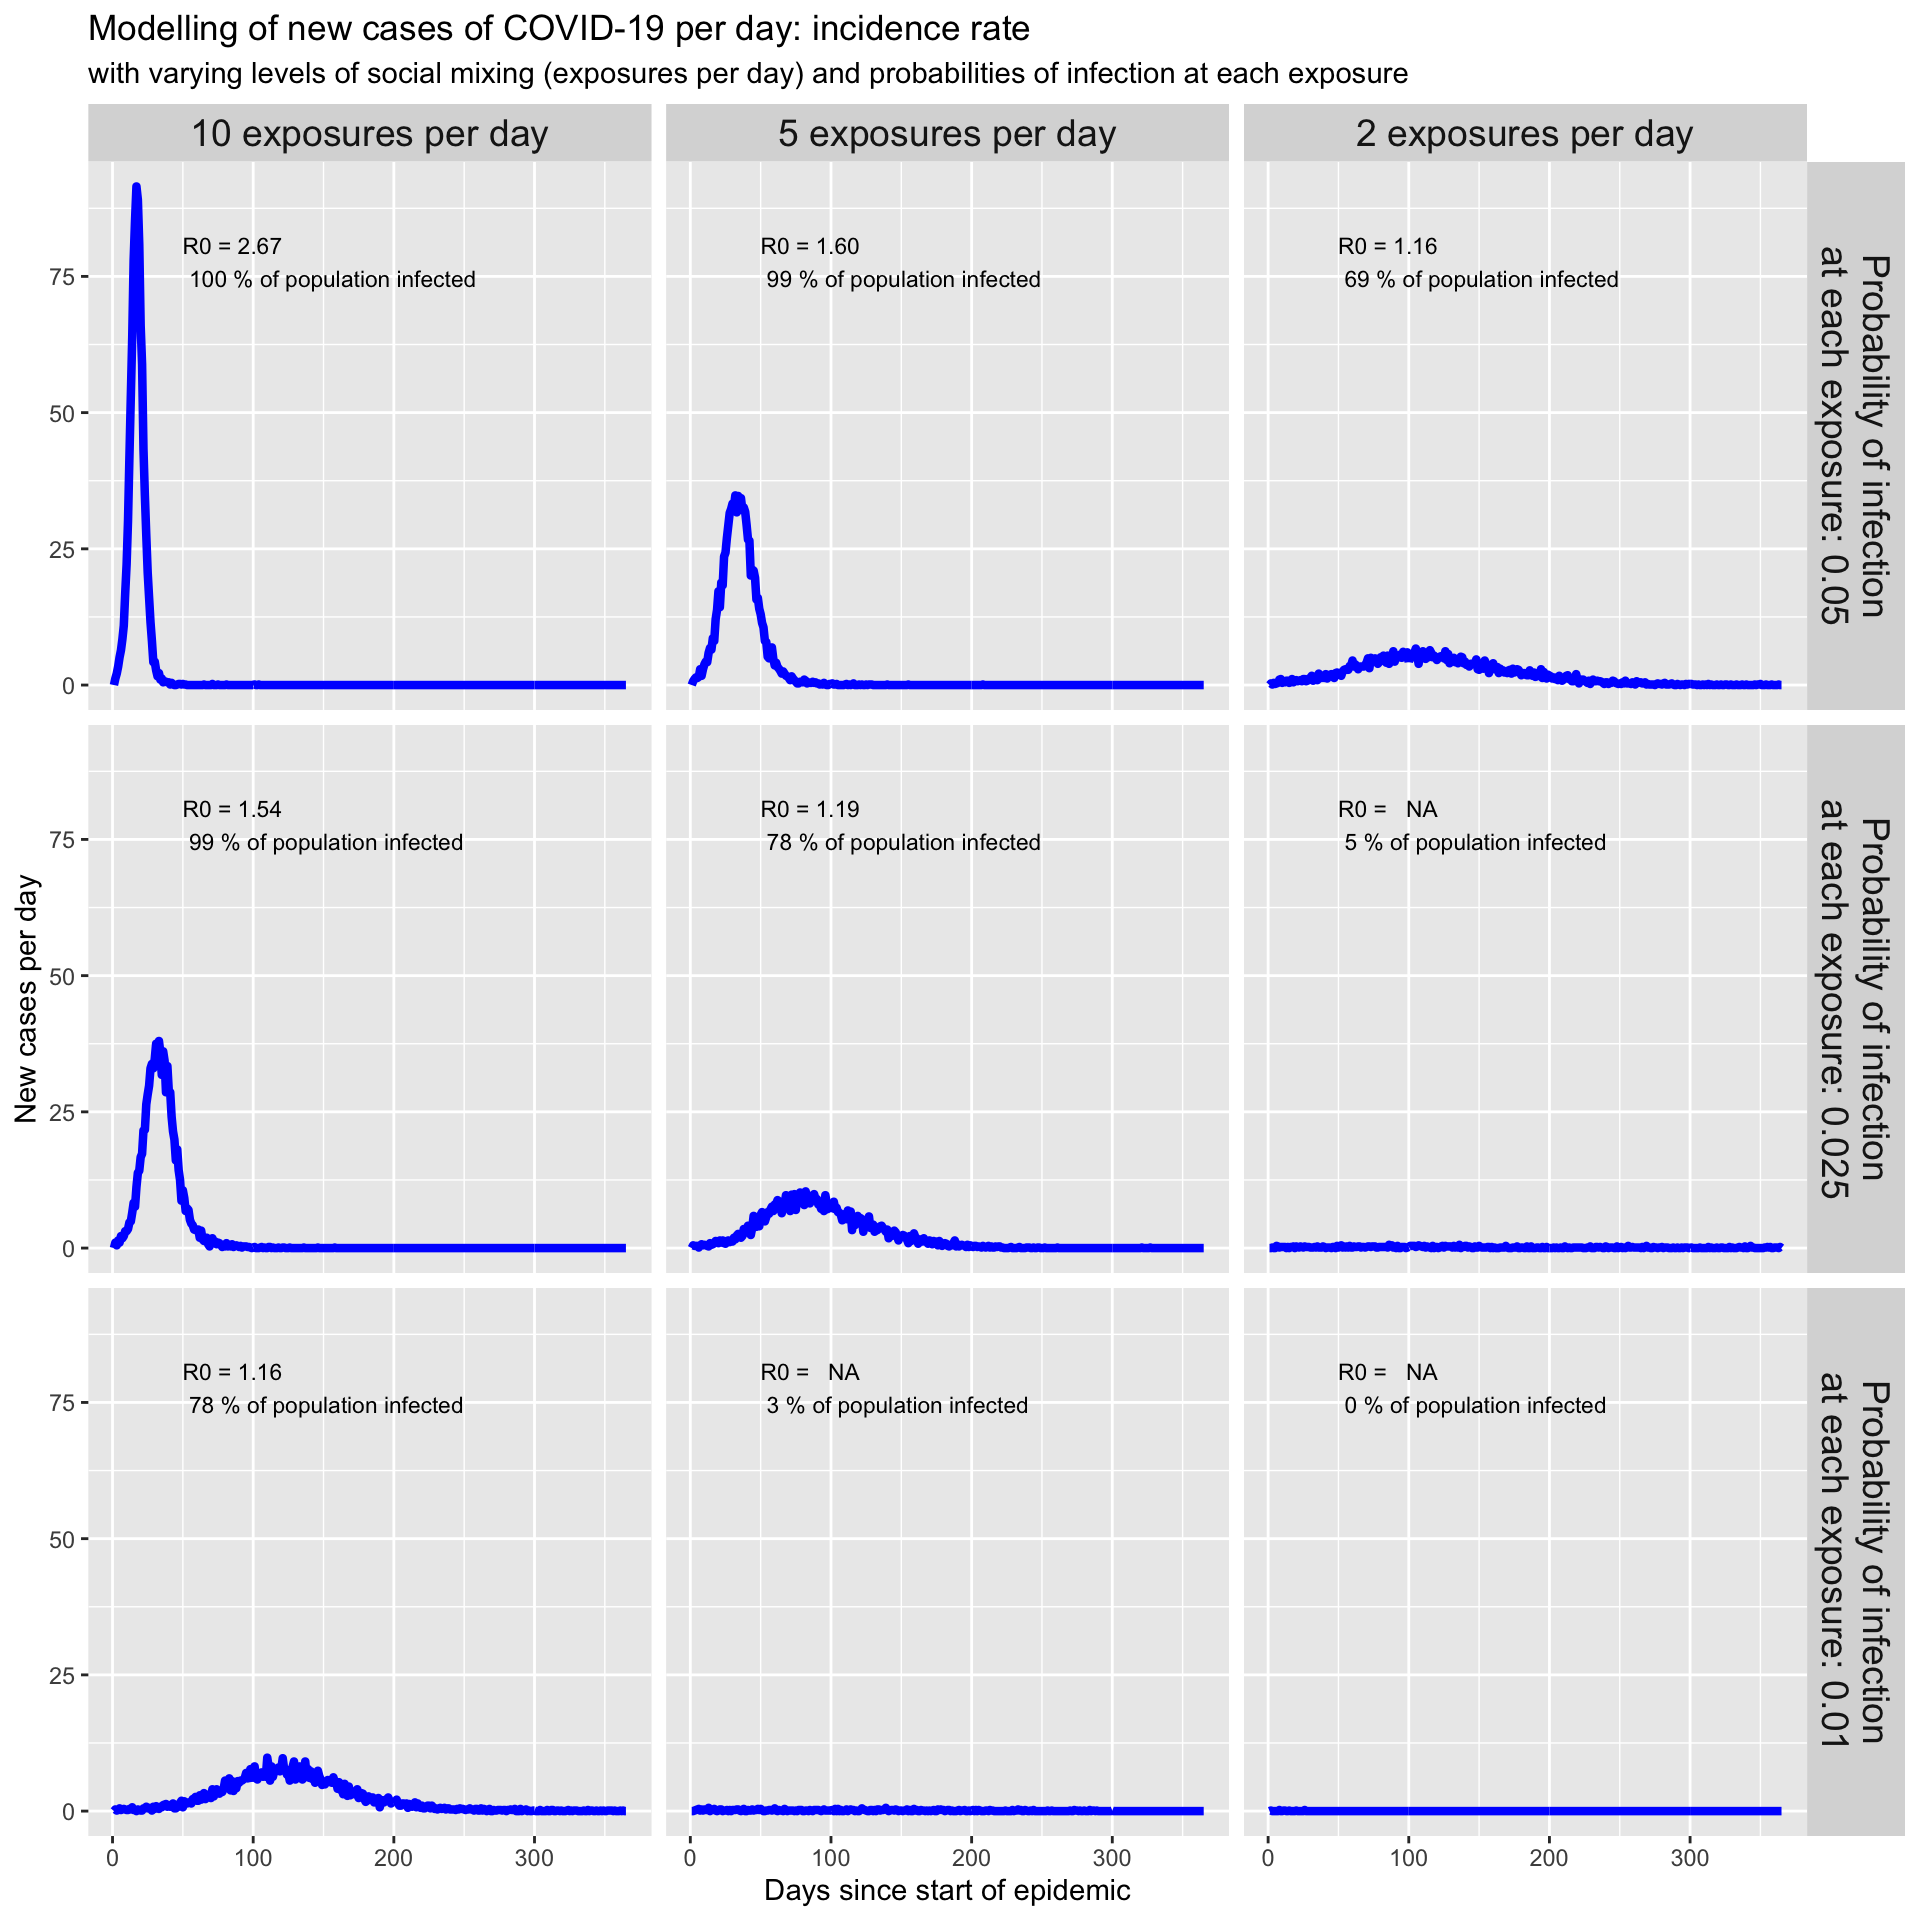 Modelling of new cases of COVID-19 per day: incidence rate
with varying levels of social mixing (exposures per day) and probabilities of infection at each exposure
10 exposures per day
5 exposures per day
2 exposures per day
R0 = 2.67
100 % of population infected
R0 = 1.60
99 % of population infected
R0 = 1.16
69 % of population infected
75
50
25
0
Probability of infection
at each exposure: 0.05
R0 = 1.54
99 % of population infected
R0 = 1.19
78 % of population infected
R0 = NA
5 % of population infected
75
50
25
0
Probability of infection
at each exposure: 0.025
New cases per day
R0 = 1.16
78 % of population infected
R0 = NA
3 % of population infected
R0 = NA
0 % of population infected
75
50
25
0
Probability of infection
at each exposure: 0.01
0 100 200 300
0 100 200 300
0 100 200 300
Days since start of epidemic